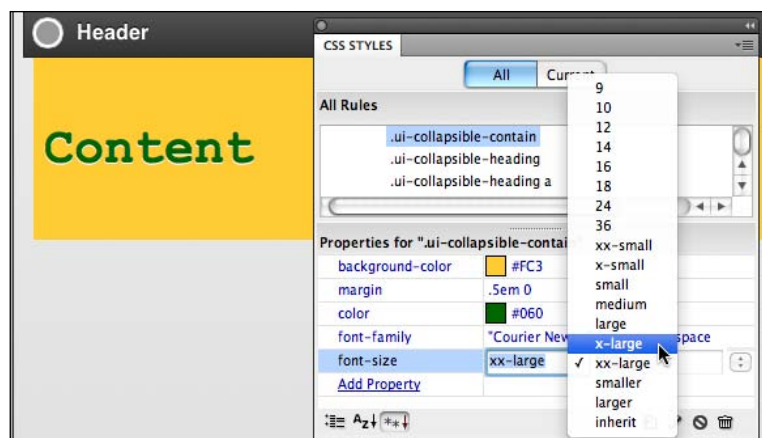 Header
Content
CSS STYLES
All
All Rules
.ui-collapsible-contain
.ui-collapsible-heading
.ui-collapsible-heading a
Properties for ".ui-collapsible-contain
background-color #FC3
margin .5em 0
color #060
font-family "Courier New
font-size xx-large
Add Property
9
10
12
14
16
18
24
36
xx-small
x-small
small
medium
large
x-large
✓ xx-large
smaller
larger
inherit